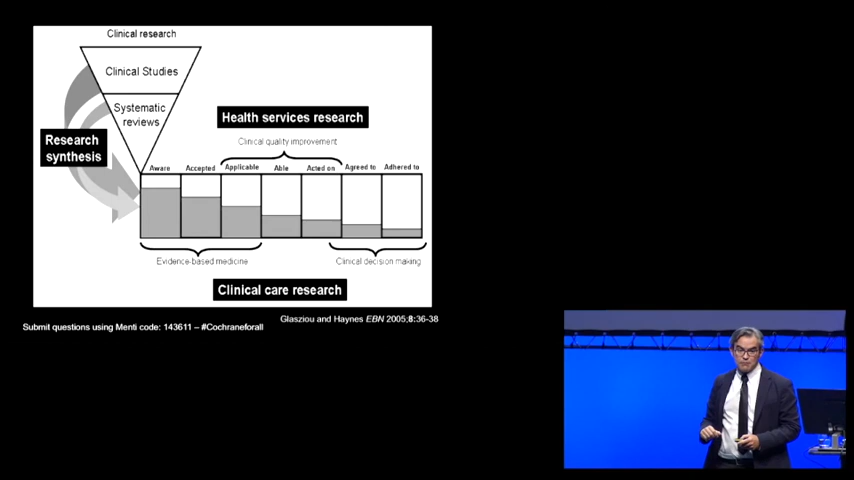 Clinical research
Clinical Studies
Systematic
reviews
Research
synthesis
Health services research
Clinical quality improvement
Aware Accepted Applicable Able Acted on Agreed to Adhered to
Evidence-based medicine
Clinical decision making
Clinical care research
Glasziou and Haynes EBN 2005;8:36-38
Submit questions using Menti code: 143611 – #Cochraneforall